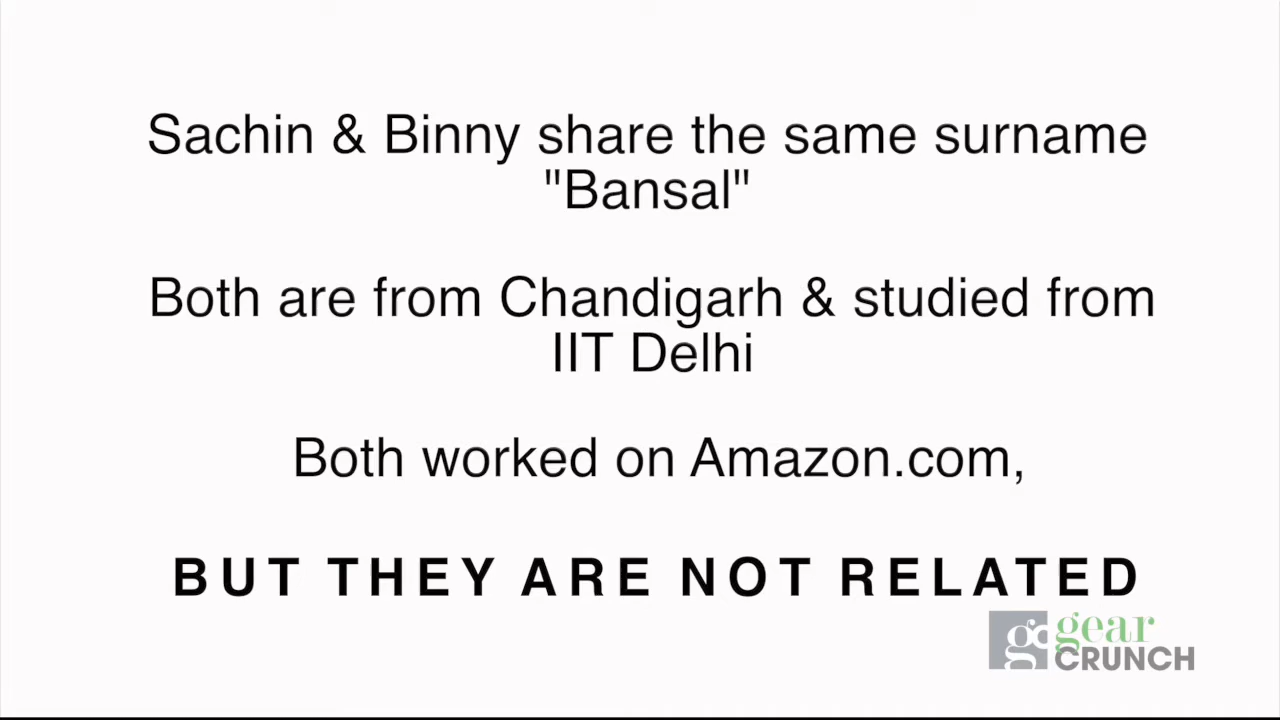 Sachin & Binny share the same surname
"Bansal"
Both are from Chandigarh & studied from
IIT Delhi
Both worked on Amazon.com,
BUT THEY ARE NOT RELATED
gc gear
CRUNCH